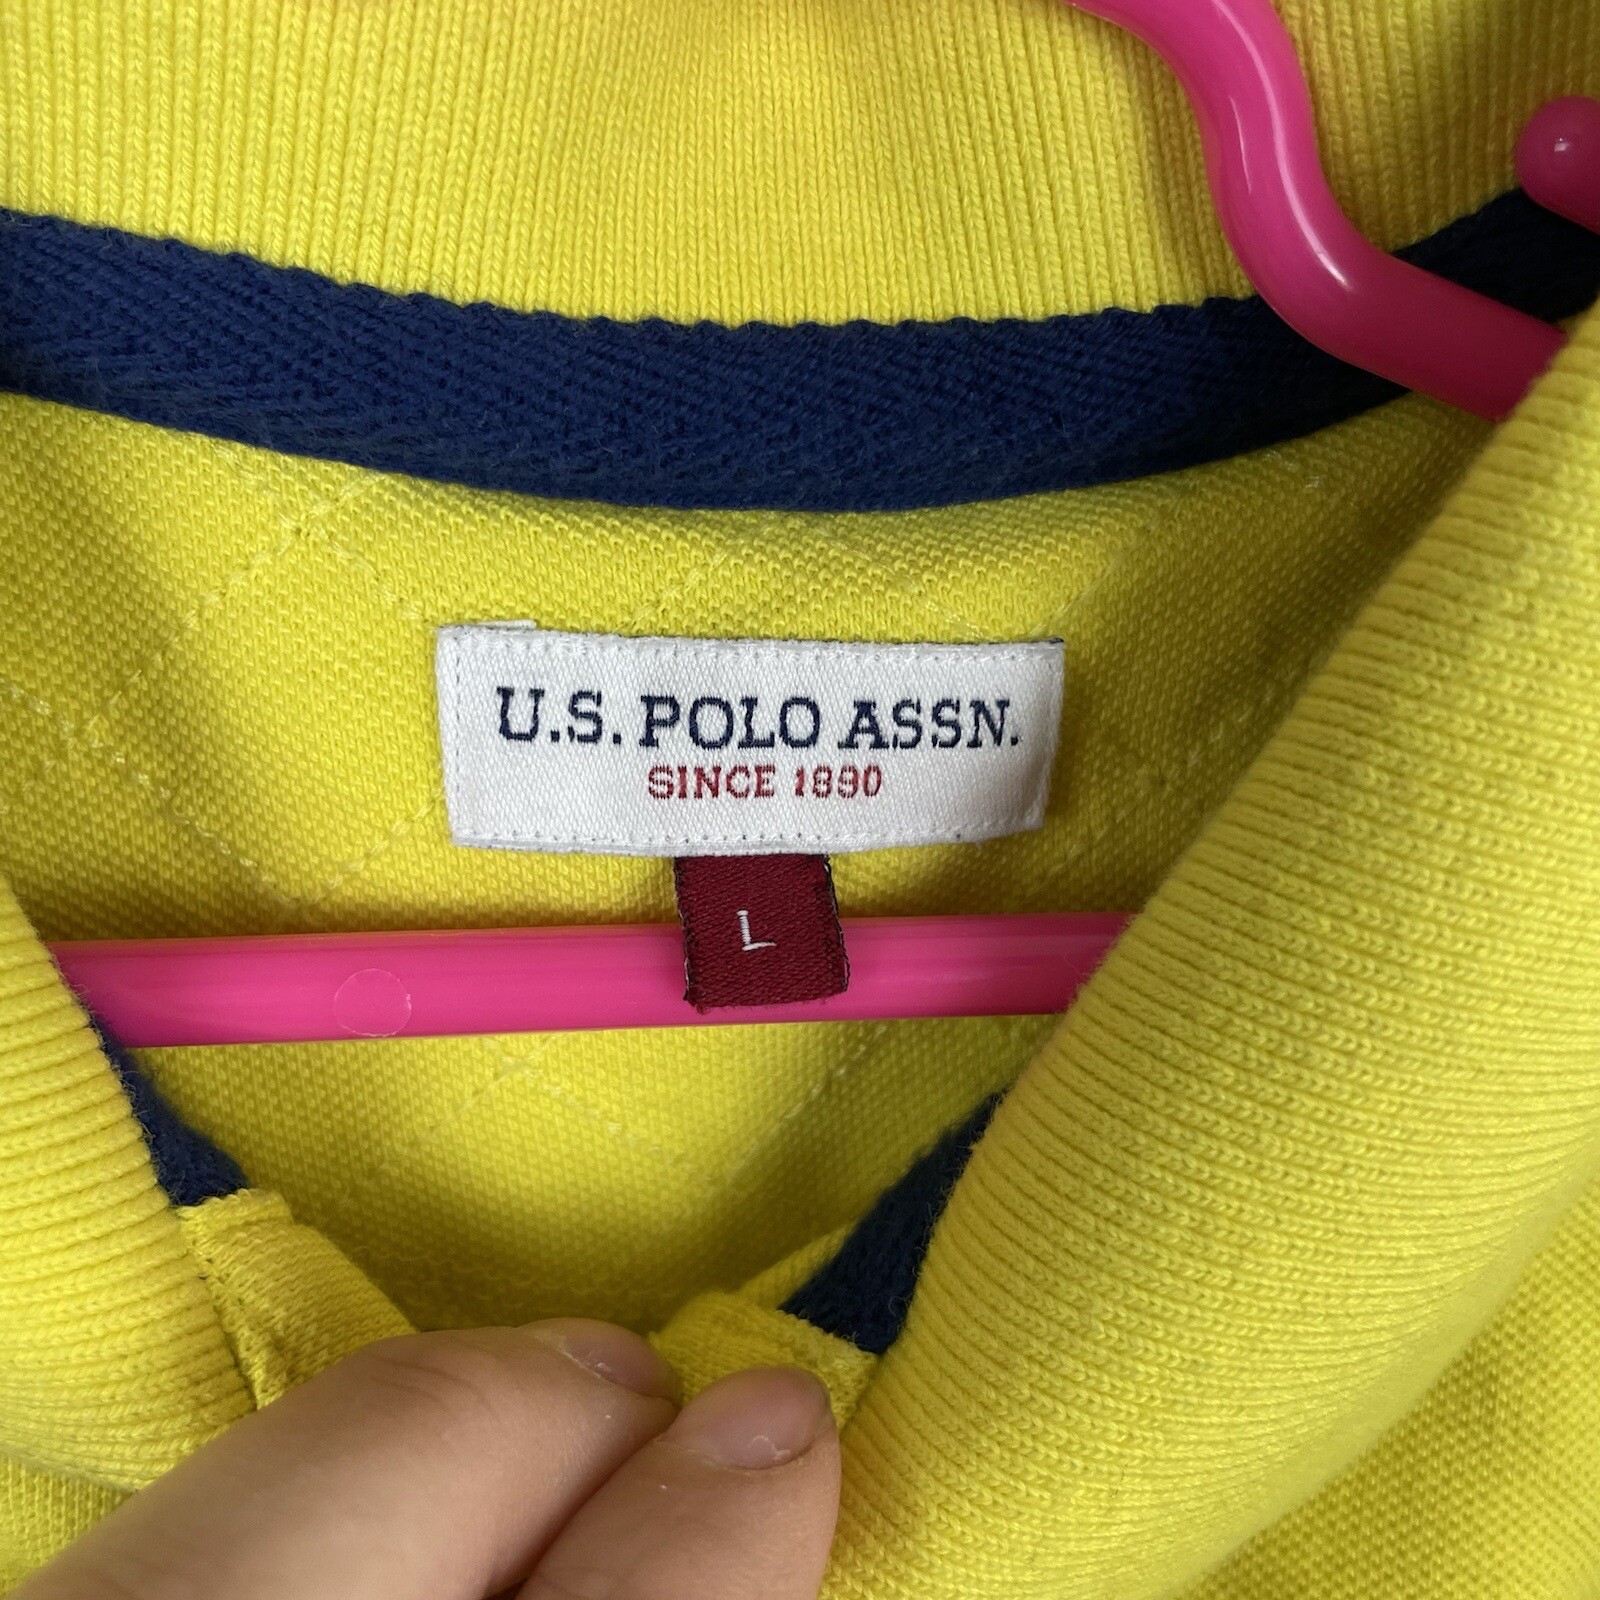 U.S. POLO ASSN.
SINCE 1890
L